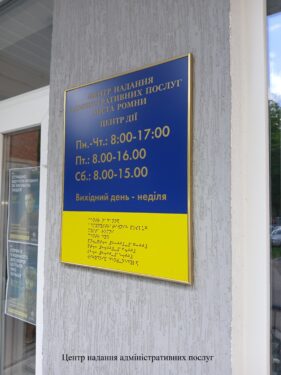 ЦЕНТР НАДАННЯ
АДМІНІСТРАТИВНИХ ПОСЛУГ
МІСТА РОМНИ
ЦЕНТР ДІЇ
Пн.-Чт.: 8:00-17:00
Пт.: 8.00-16.00
Сб.: 8.00-15.00
Вихідний день - неділя
Центр надання адміністративних послуг